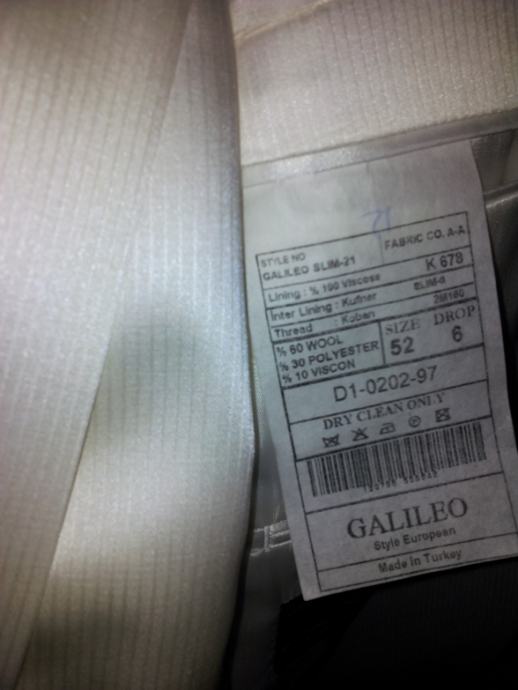 STYLE NO
GALILEO SLIM-21
FABRIC CO. A-A
K 678
Lining : % 100 Viscose
Inter Lining : Kufner
SLIM-6
Thread : Koban
% 60 WOOL
% 30 POLYESTER
% 10 VISCON
SIZE DROP
52 6
D1-0202-97
DRY CLEAN ONLY
GALILEO
Style European
Made in Turkey